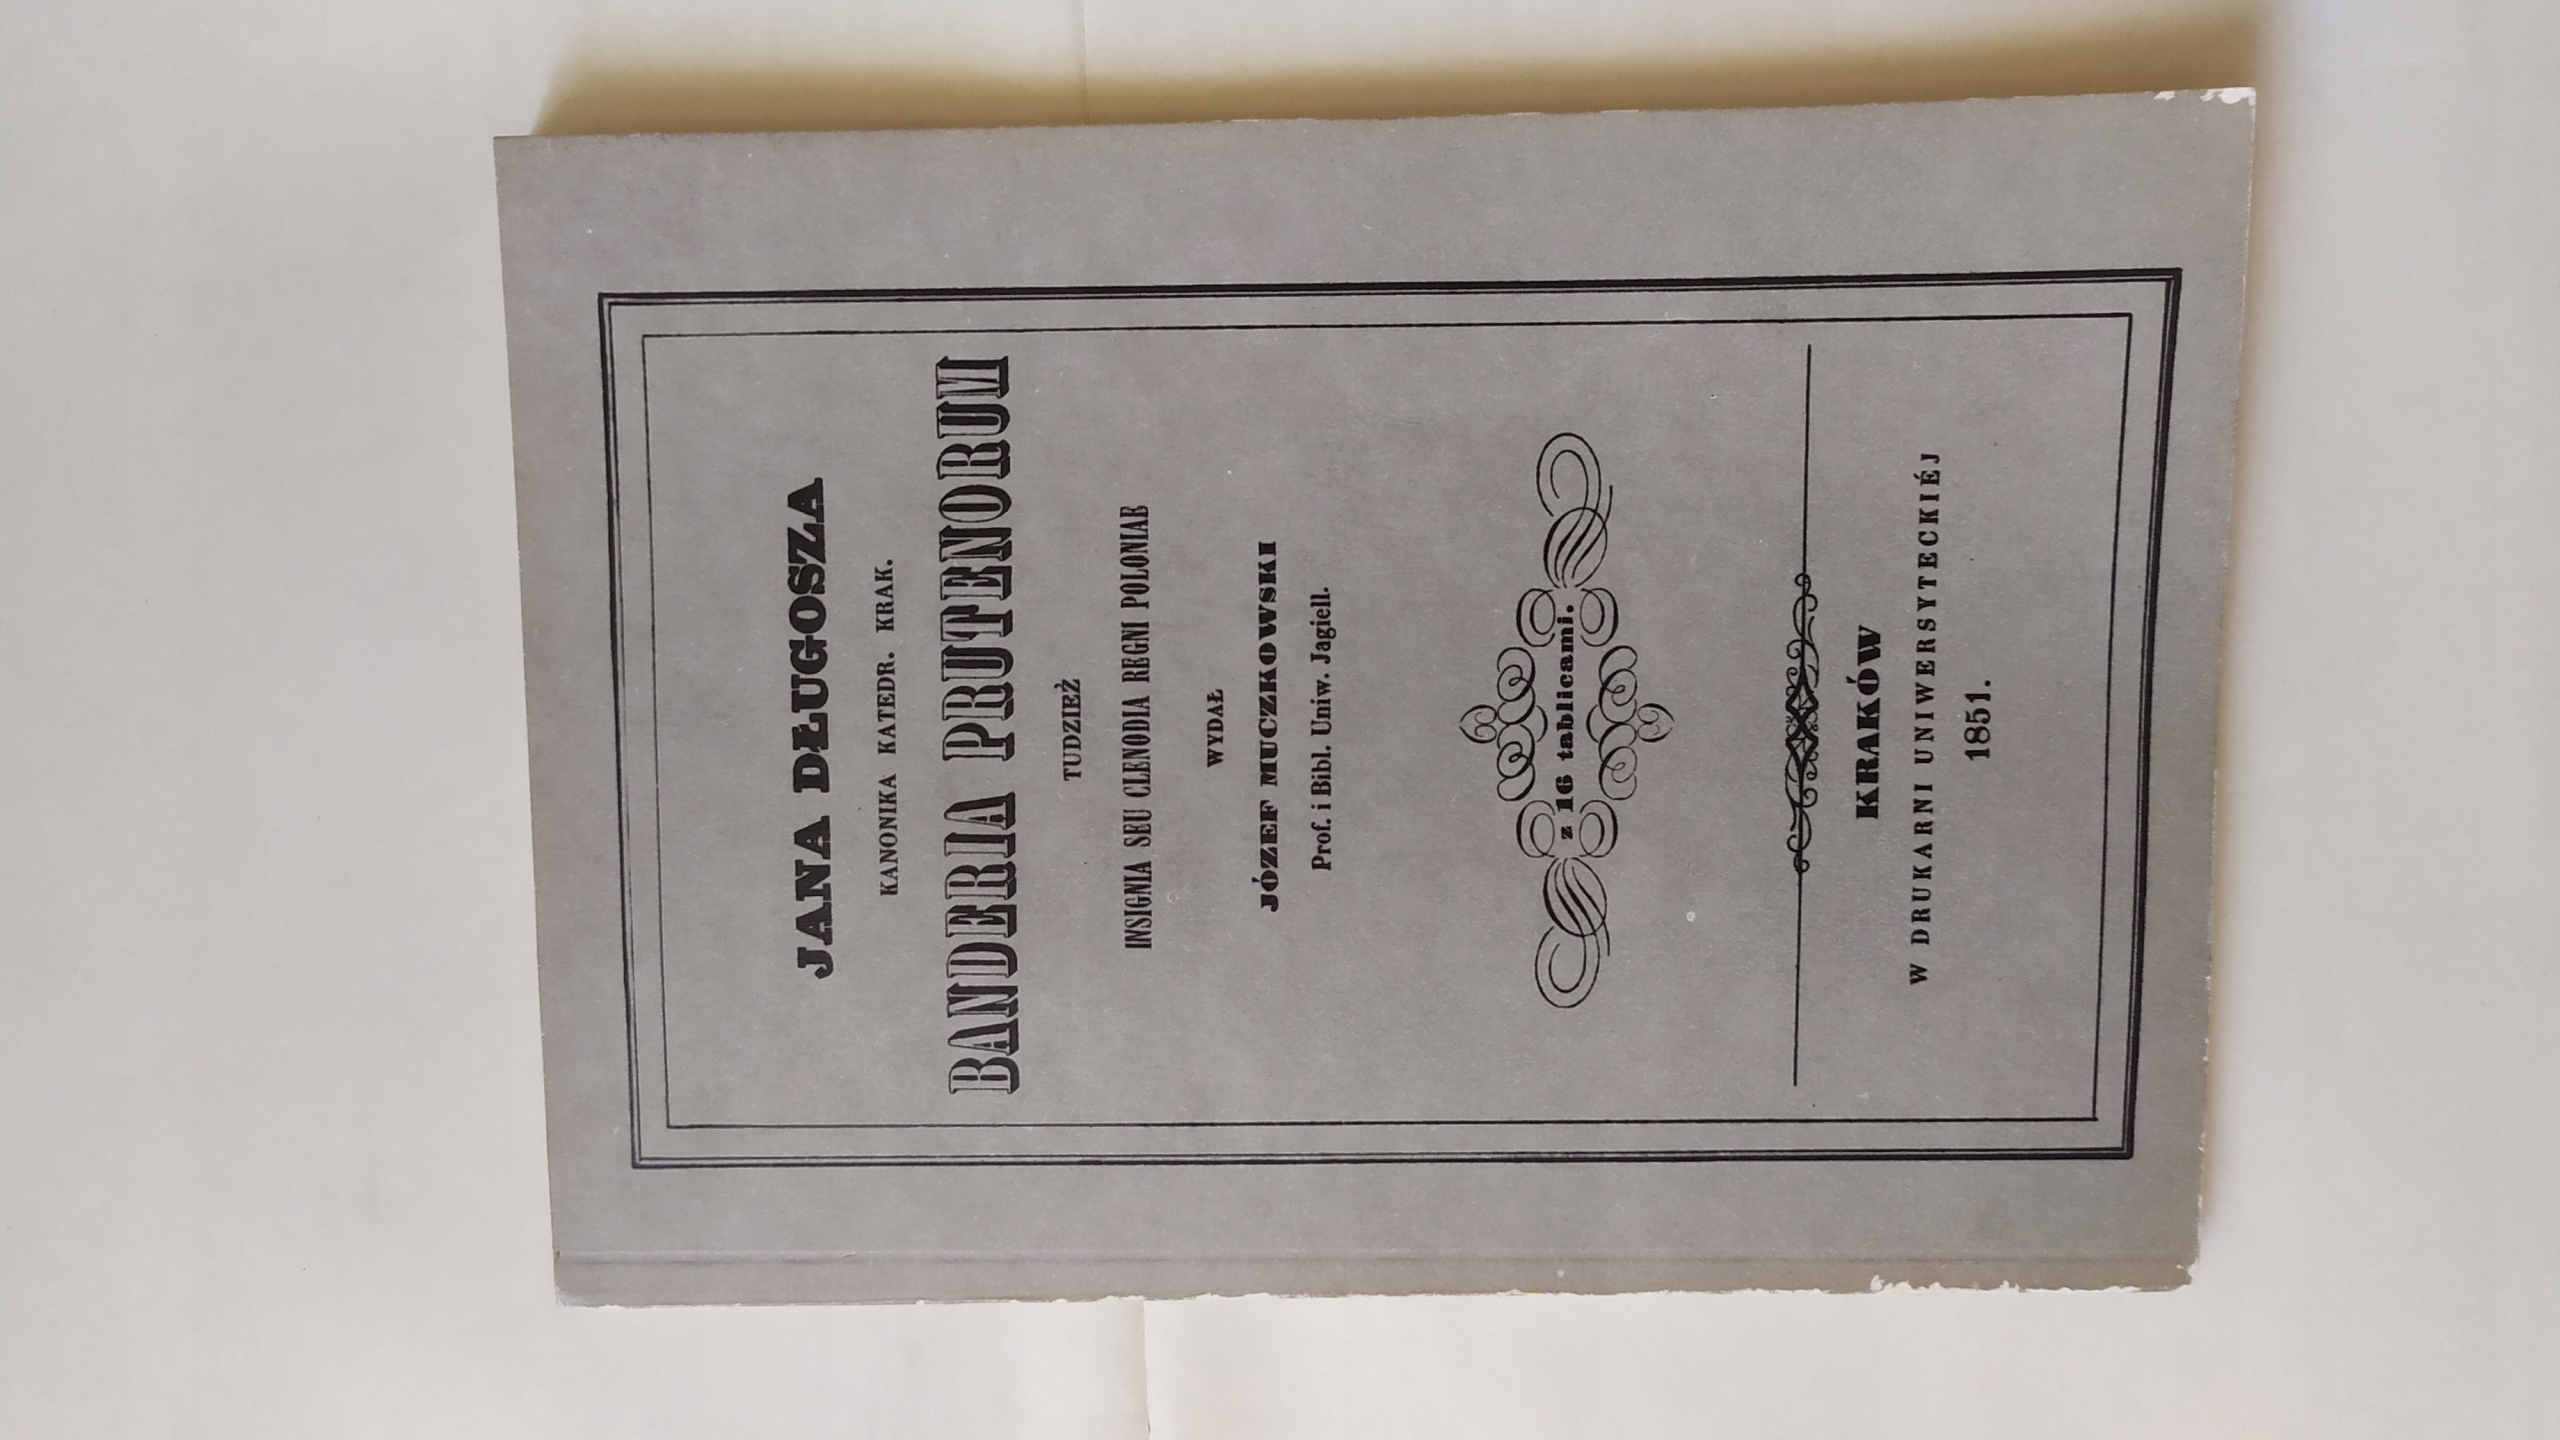 JANA DŁUGOSZA
KANONIKA KATEDR. KRAK.
BANDERIA PRUTENORUM
TUDZIEŻ
INSIGNIA SEU CLENODIA REGNI POLONIAE
WYDAŁ
JÓZEF MUCZKOWSKI
Prof. i Bibl. Uniw. Jagiell.
z 16 tablicami.
KRAKÓW
W DRUKARNI UNIWERSYTECKIÉJ
1851.